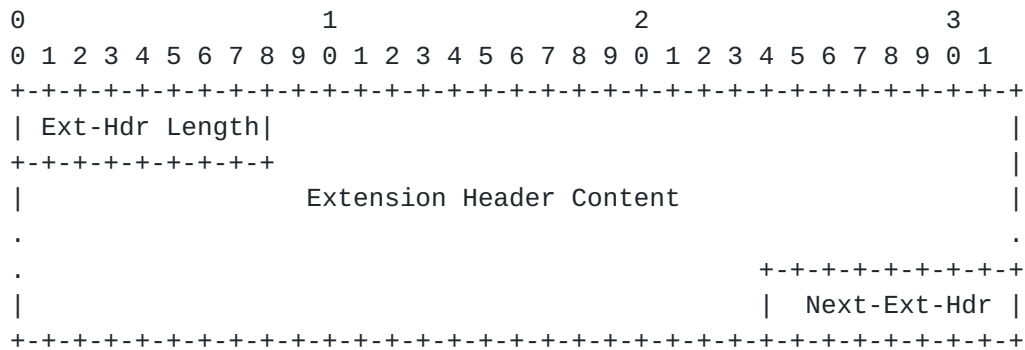 0                   1                   2                   3
0 1 2 3 4 5 6 7 8 9 0 1 2 3 4 5 6 7 8 9 0 1 2 3 4 5 6 7 8 9 0 1
+-+-+-+-+-+-+-+-+-+-+-+-+-+-+-+-+-+-+-+-+-+-+-+-+-+-+-+-+-+-+-+-+
| Ext-Hdr Length|                                               |
+-+-+-+-+-+-+-+-+                                               |
|                  Extension Header Content                     |
.                                                               .
.                                               +-+-+-+-+-+-+-+-+
|                                               |  Next-Ext-Hdr |
+-+-+-+-+-+-+-+-+-+-+-+-+-+-+-+-+-+-+-+-+-+-+-+-+-+-+-+-+-+-+-+-+